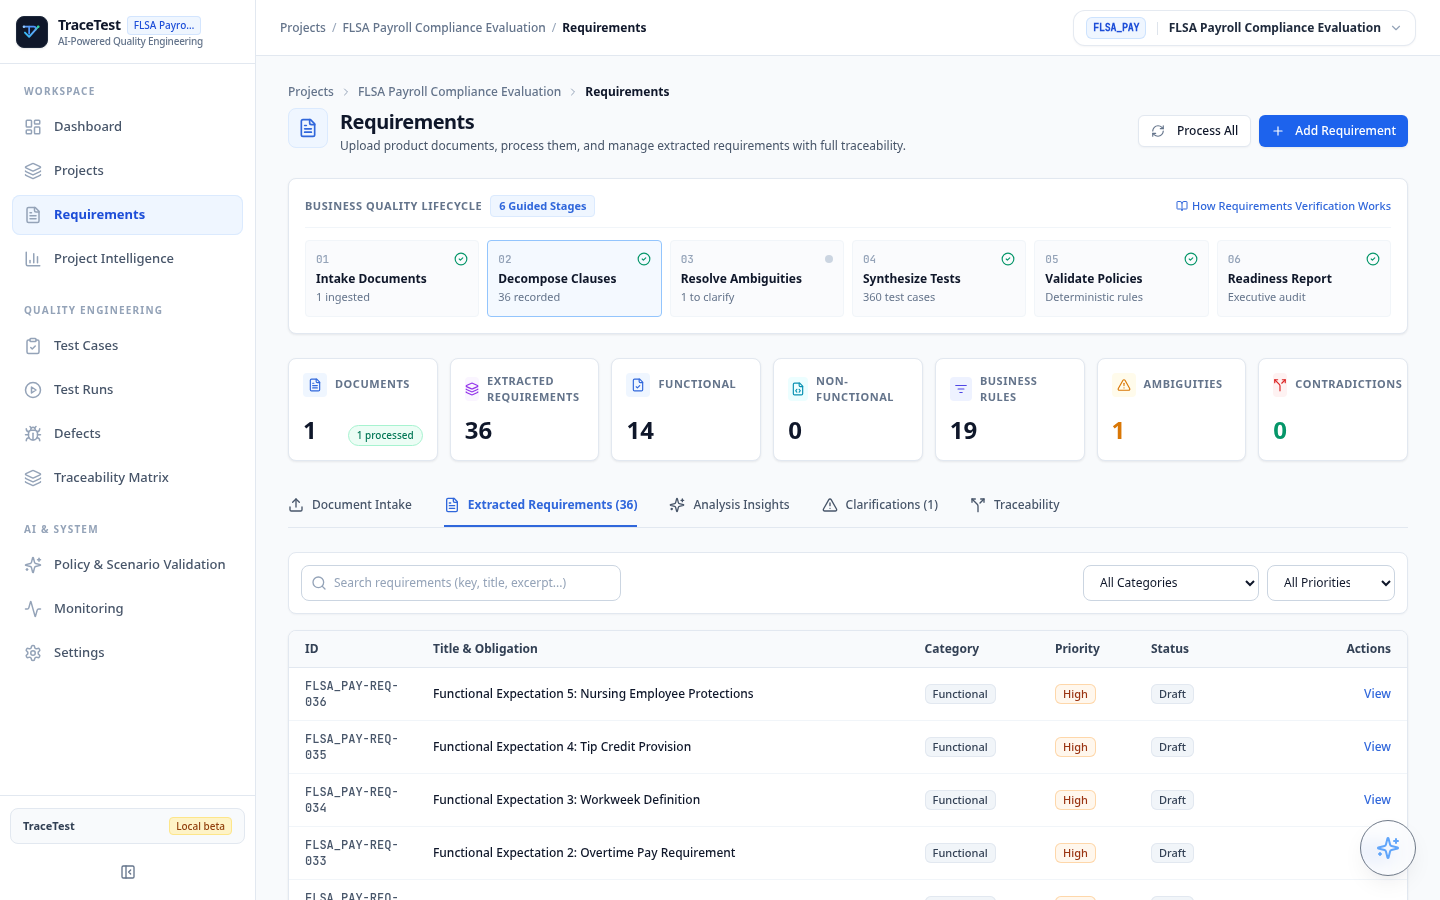 TraceTest
FLSA Payro...
AI-Powered Quality Engineering
WORKSPACE
Dashboard
Projects
Requirements
Project Intelligence
QUALITY ENGINEERING
Test Cases
Test Runs
Defects
Traceability Matrix
AI & SYSTEM
Policy & Scenario Validation
Monitoring
Settings
TraceTest
Local beta
Projects / FLSA Payroll Compliance Evaluation / Requirements
FLSA_PAY
FLSA Payroll Compliance Evaluation
Projects > FLSA Payroll Compliance Evaluation > Requirements
Requirements
Upload product documents, process them, and manage extracted requirements with full traceability.
Process All
Add Requirement
BUSINESS QUALITY LIFECYCLE
6 Guided Stages
How Requirements Verification Works
01
Intake Documents
1 ingested
02
Decompose Clauses
36 recorded
03
Resolve Ambiguities
1 to clarify
04
Synthesize Tests
360 test cases
05
Validate Policies
Deterministic rules
06
Readiness Report
Executive audit
DOCUMENTS
1
1 processed
EXTRACTED
REQUIREMENTS
36
FUNCTIONAL
14
NON-
FUNCTIONAL
0
BUSINESS
RULES
19
AMBIGUITIES
1
CONTRADICTIONS
0
Document Intake
Extracted Requirements (36)
Analysis Insights
Clarifications (1)
Traceability
Search requirements (key, title, excerpt...)
All Categories
All Priorities
ID
Title & Obligation
Category
Priority
Status
Actions
FLSA_PAY-REQ-
036
Functional Expectation 5: Nursing Employee Protections
Functional
High
Draft
View
FLSA_PAY-REQ-
035
Functional Expectation 4: Tip Credit Provision
Functional
High
Draft
View
FLSA_PAY-REQ-
034
Functional Expectation 3: Workweek Definition
Functional
High
Draft
View
FLSA_PAY-REQ-
033
Functional Expectation 2: Overtime Pay Requirement
Functional
High
Draft
FLSA_PAY-REQ-